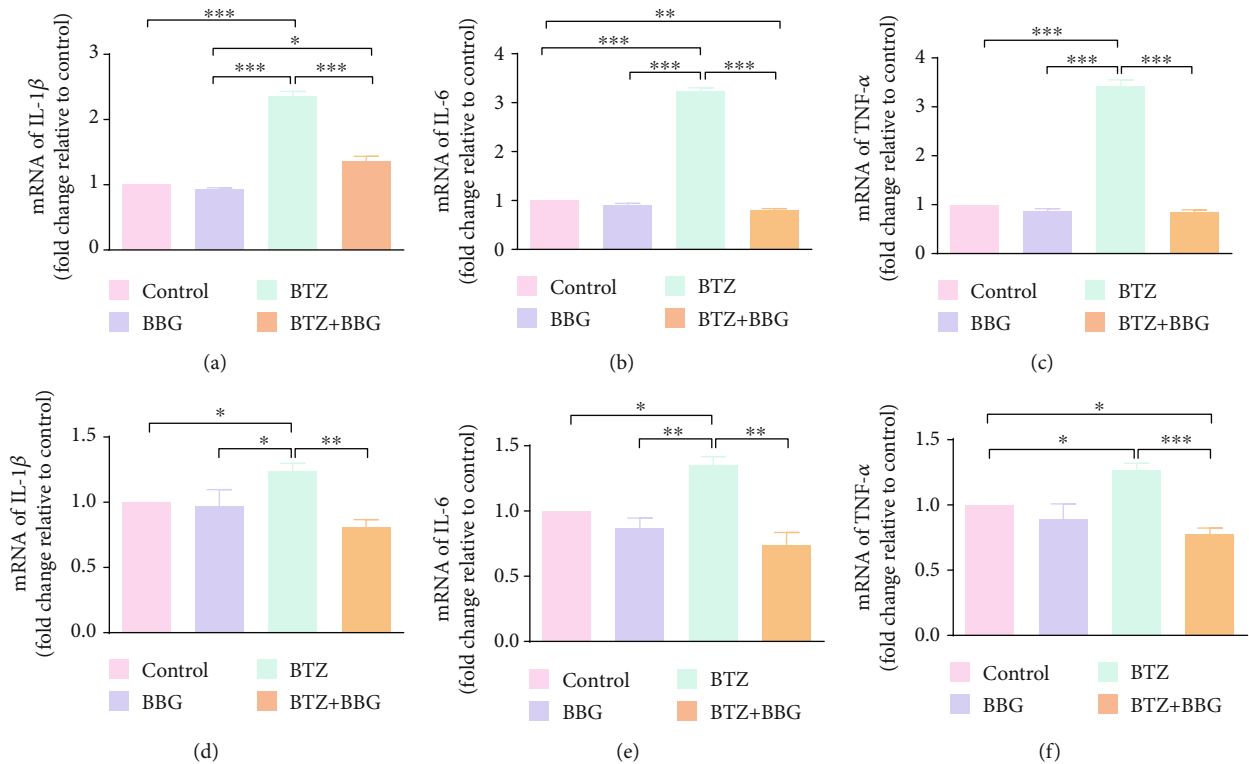 ***
*
***
***
3
2
1
0
mRNA of IL-1β
(fold change relative to control)
Control
BTZ
BBG
BTZ+BBG
(a)
**
***
***
***
4
3
2
1
0
mRNA of IL-6
(fold change relative to control)
Control
BTZ
BBG
BTZ+BBG
(b)
***
***
***
4
3
4
1
4
mRNA of TNF-α
(fold change relative to control)
Control
BTZ
BBG
BTZ+BBG
(c)
*
*
**
1.5
1.0
0.5
0.0
mRNA of IL-1β
(fold change relative to control)
Control
BTZ
BBG
BTZ+BBG
(d)
*
**
**
1.5
1.0
0.5
0.0
mRNA of IL-6
(fold change relative to control)
Control
BTZ
BBG
BTZ+BBG
(e)
*
*
***
1.5
1.0
0.5
0.0
mRNA of TNF-α
(fold change relative to control)
Control
BTZ
BBG
BTZ+BBG
(f)